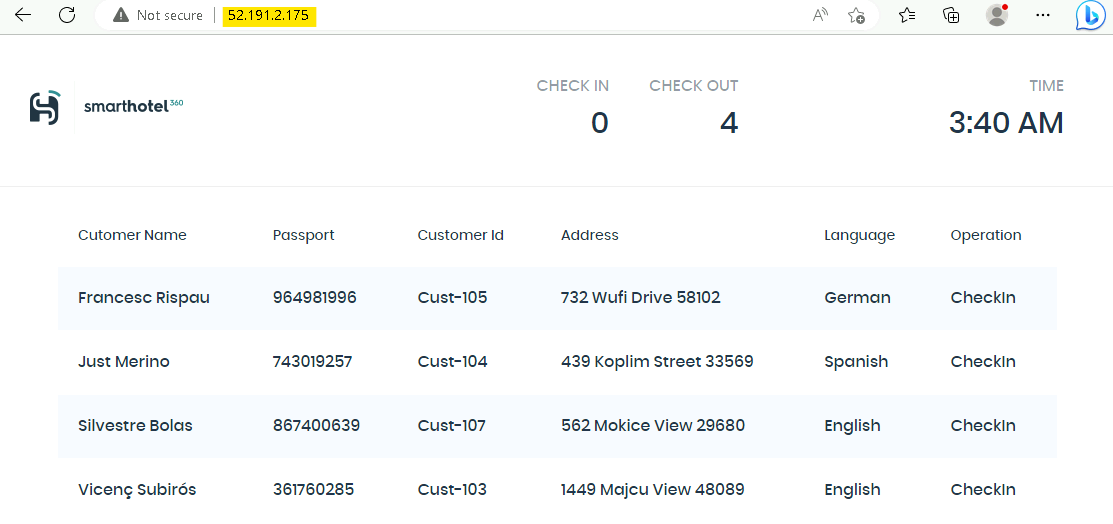 Not secure | 52.191.2.175
smarthotel360
CHECK IN CHECK OUT TIME
0 4 3:40 AM
Cutomer Name Passport Customer Id Address Language Operation
Francesc Rispau 964981996 Cust-105 732 Wufi Drive 58102 German CheckIn
Just Merino 743019257 Cust-104 439 Koplim Street 33569 Spanish CheckIn
Silvestre Bolas 867400639 Cust-107 562 Mokice View 29680 English CheckIn
Vicenç Subirós 361760285 Cust-103 1449 Majcu View 48089 English CheckIn